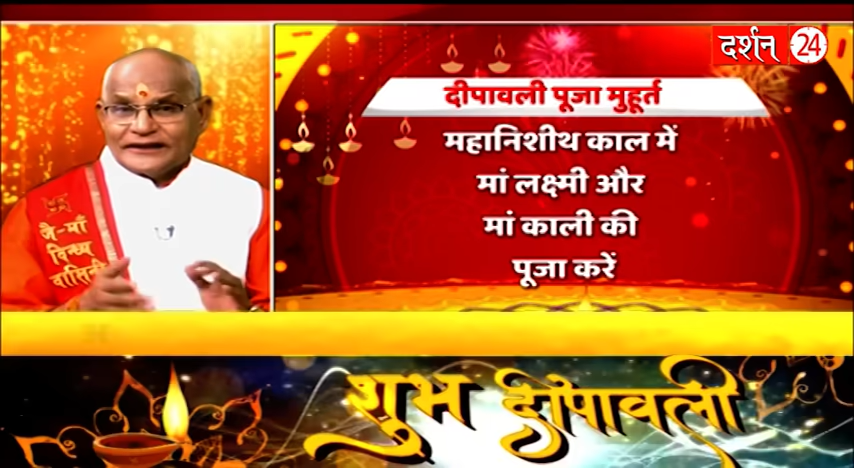 दर्शन 24
दीपावली पूजा मुहूर्त
महानिशीथ काल में
मां लक्ष्मी और
मां काली की
पूजा करें
जै-माँ
विन्ध्य
वासिनी
शुभ दीपावली